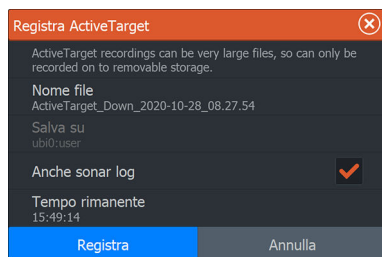 Registra ActiveTarget
ActiveTarget recordings can be very large files, so can only be
recorded on to removable storage.
Nome file
ActiveTarget_Down_2020-10-28_08.27.54
Salva su
ubi0:user
Anche sonar log
Tempo rimanente
15:49:14
Registra
Annulla